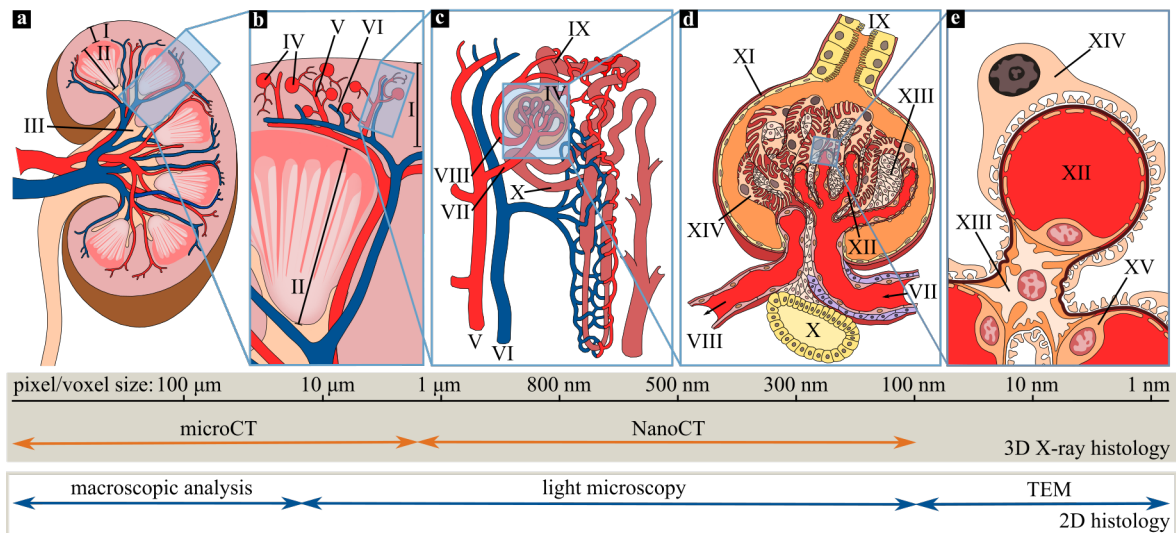 a
I
II
III
b
IV
V
VI
I
II
c
IX
IV
VIII
VII
X
V
VI
d
IX
XI
XIII
XIV
XII
VII
VIII
X
e
XIV
XII
XIII
XV
pixel/voxel size: 100 μm 10 μm 1 μm 800 nm 500 nm 300 nm 100 nm 10 nm 1 nm
microCT NanoCT
3D X-ray histology
macroscopic analysis light microscopy TEM
2D histology